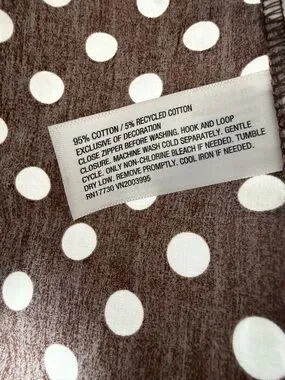 95% COTTON / 5% RECYCLED COTTON
EXCLUSIVE OF DECORATION
CLOSE ZIPPER BEFORE WASHING. HOOK AND LOOP
CLOSURE. MACHINE WASH COLD SEPARATELY. GENTLE
CYCLE. ONLY NON-CHLORINE BLEACH IF NEEDED. TUMBLE
DRY LOW. REMOVE PROMPTLY. COOL IRON IF NEEDED.
RN17730 VN2003995